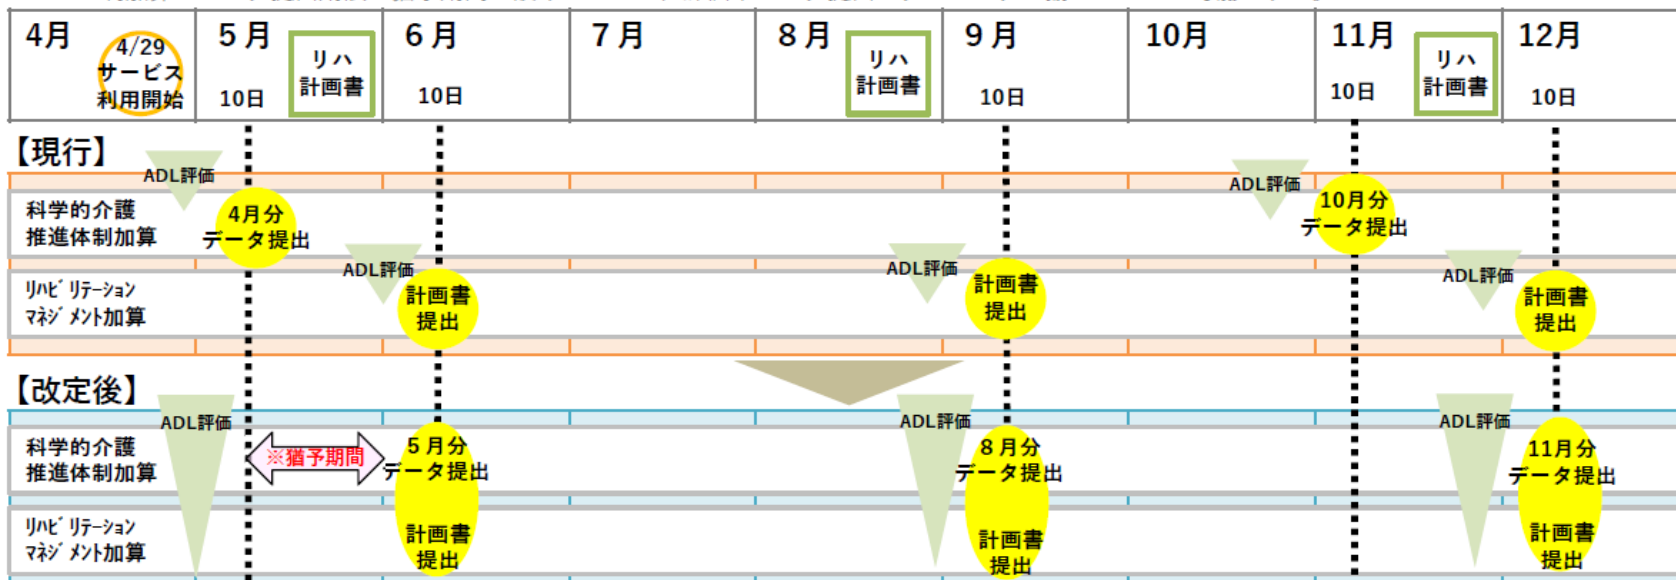 4月
4/29
サービス
利用開始
5月
10日
リハ
計画書
6月
10日
7月
8月
リハ
計画書
9月
10日
10月
11月
10日
リハ
計画書
12月
10日
【現行】
ADL評価
ADL評価
科学的介護
推進体制加算
4月分
データ提出
10月分
データ提出
ADL評価
ADL評価
ADL評価
リハビリテーション
マネジメント加算
計画書
提出
計画書
提出
計画書
提出
【改定後】
ADL評価
ADL評価
ADL評価
科学的介護
推進体制加算
※猶予期間
5月分
データ提出
8月分
データ提出
11月分
データ提出
リハビリテーション
マネジメント加算
計画書
提出
計画書
提出
計画書
提出